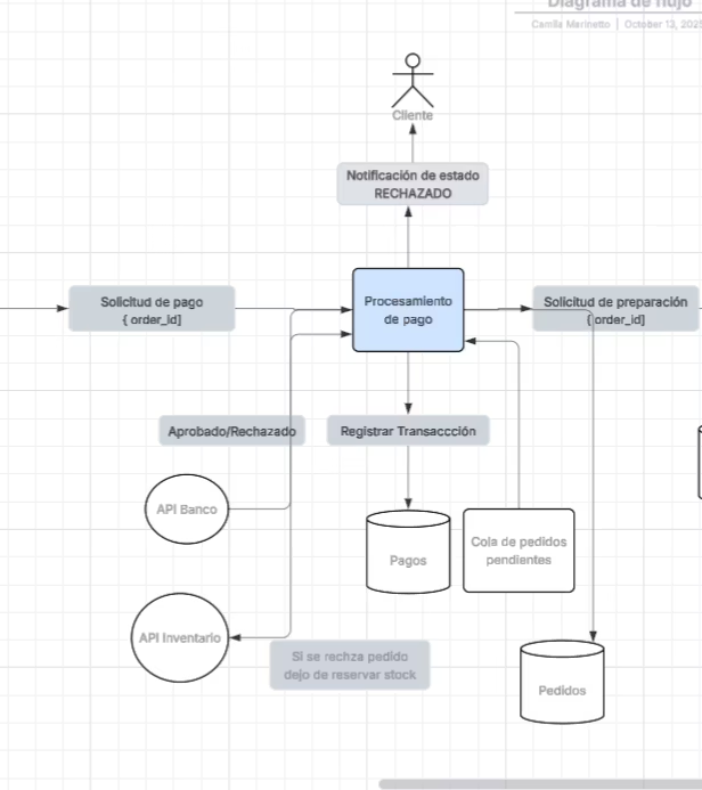 Diagrama de flujo
Camila Marinetto | October 13, 2025
Cliente
Notificación de estado
RECHAZADO
Solicitud de pago
{ order_id]
Procesamiento
de pago
Solicitud de preparación
{ order_id]
Aprobado/Rechazado
Registrar Transaccción
API Banco
Pagos
Cola de pedidos
pendientes
API Inventario
Si se rechza pedido
dejo de reservar stock
Pedidos